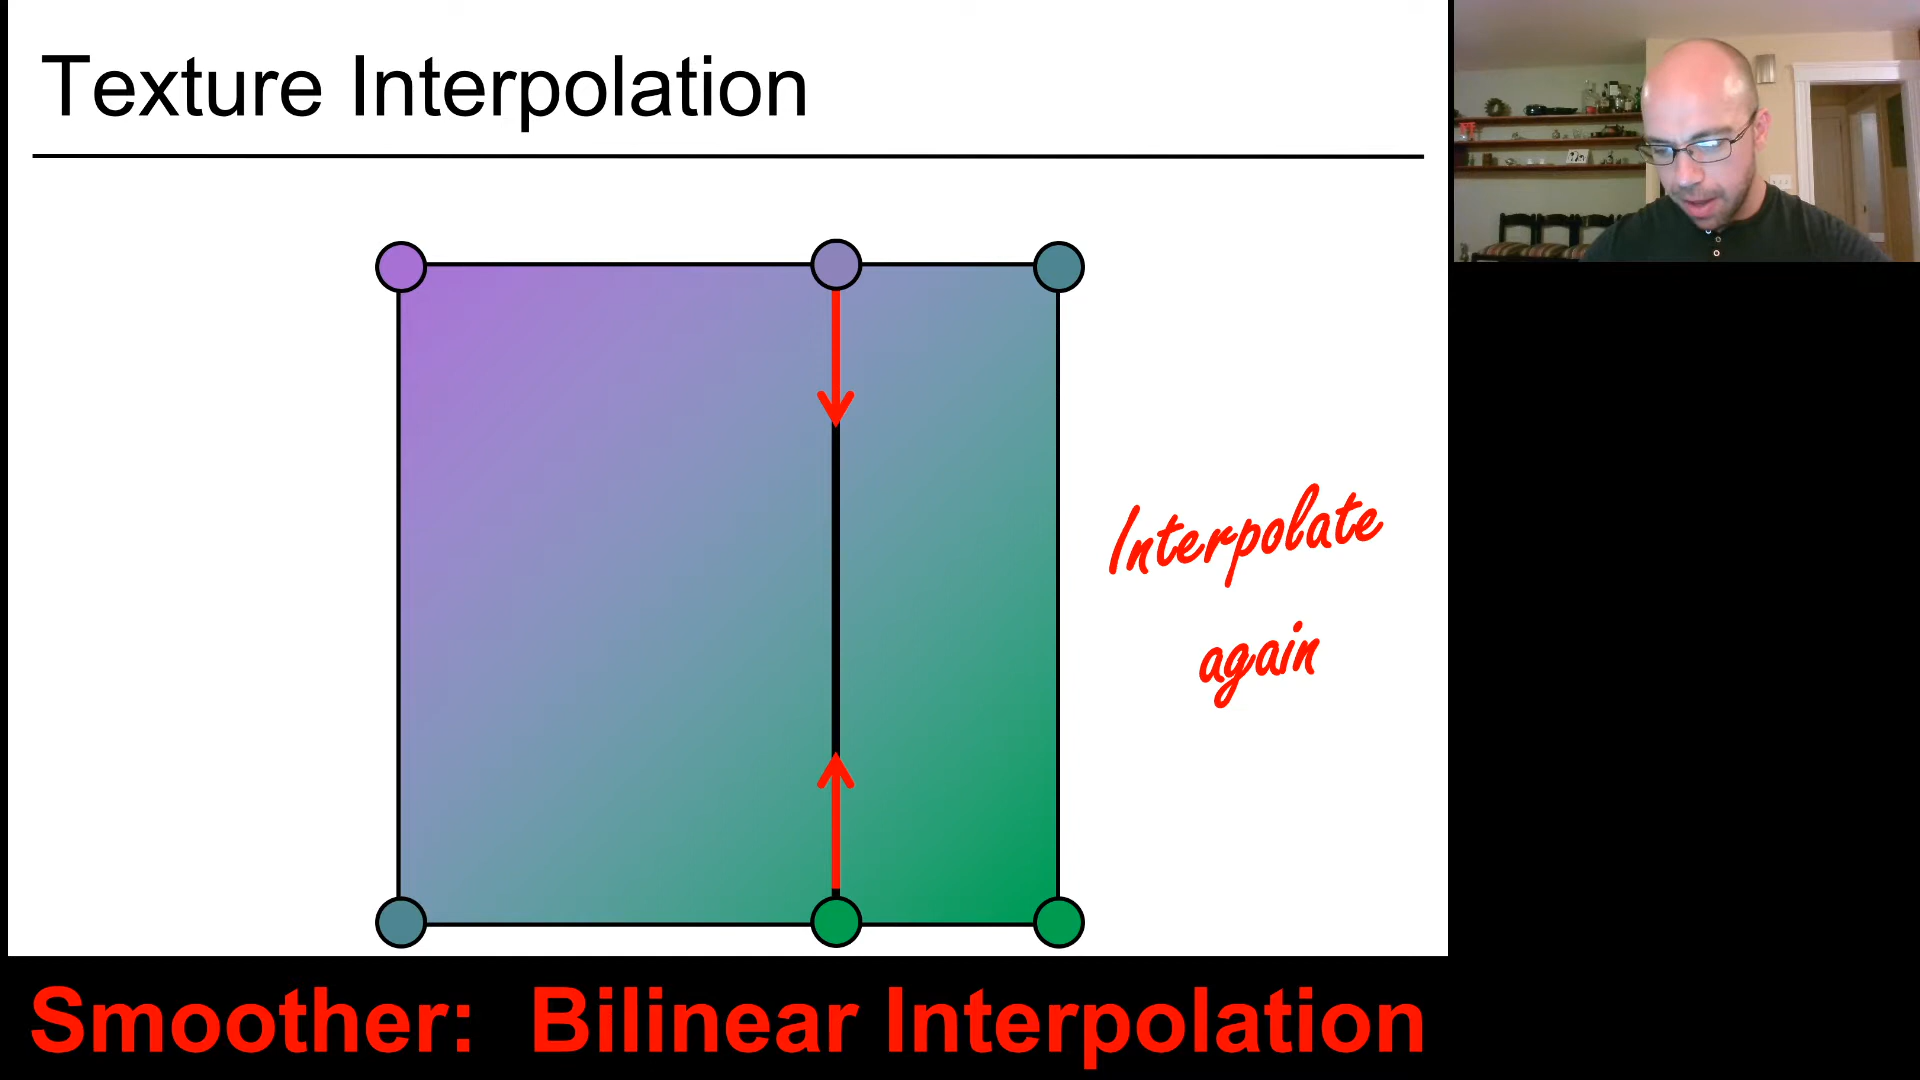 Texture Interpolation
Interpolate
again
Smoother: Bilinear Interpolation